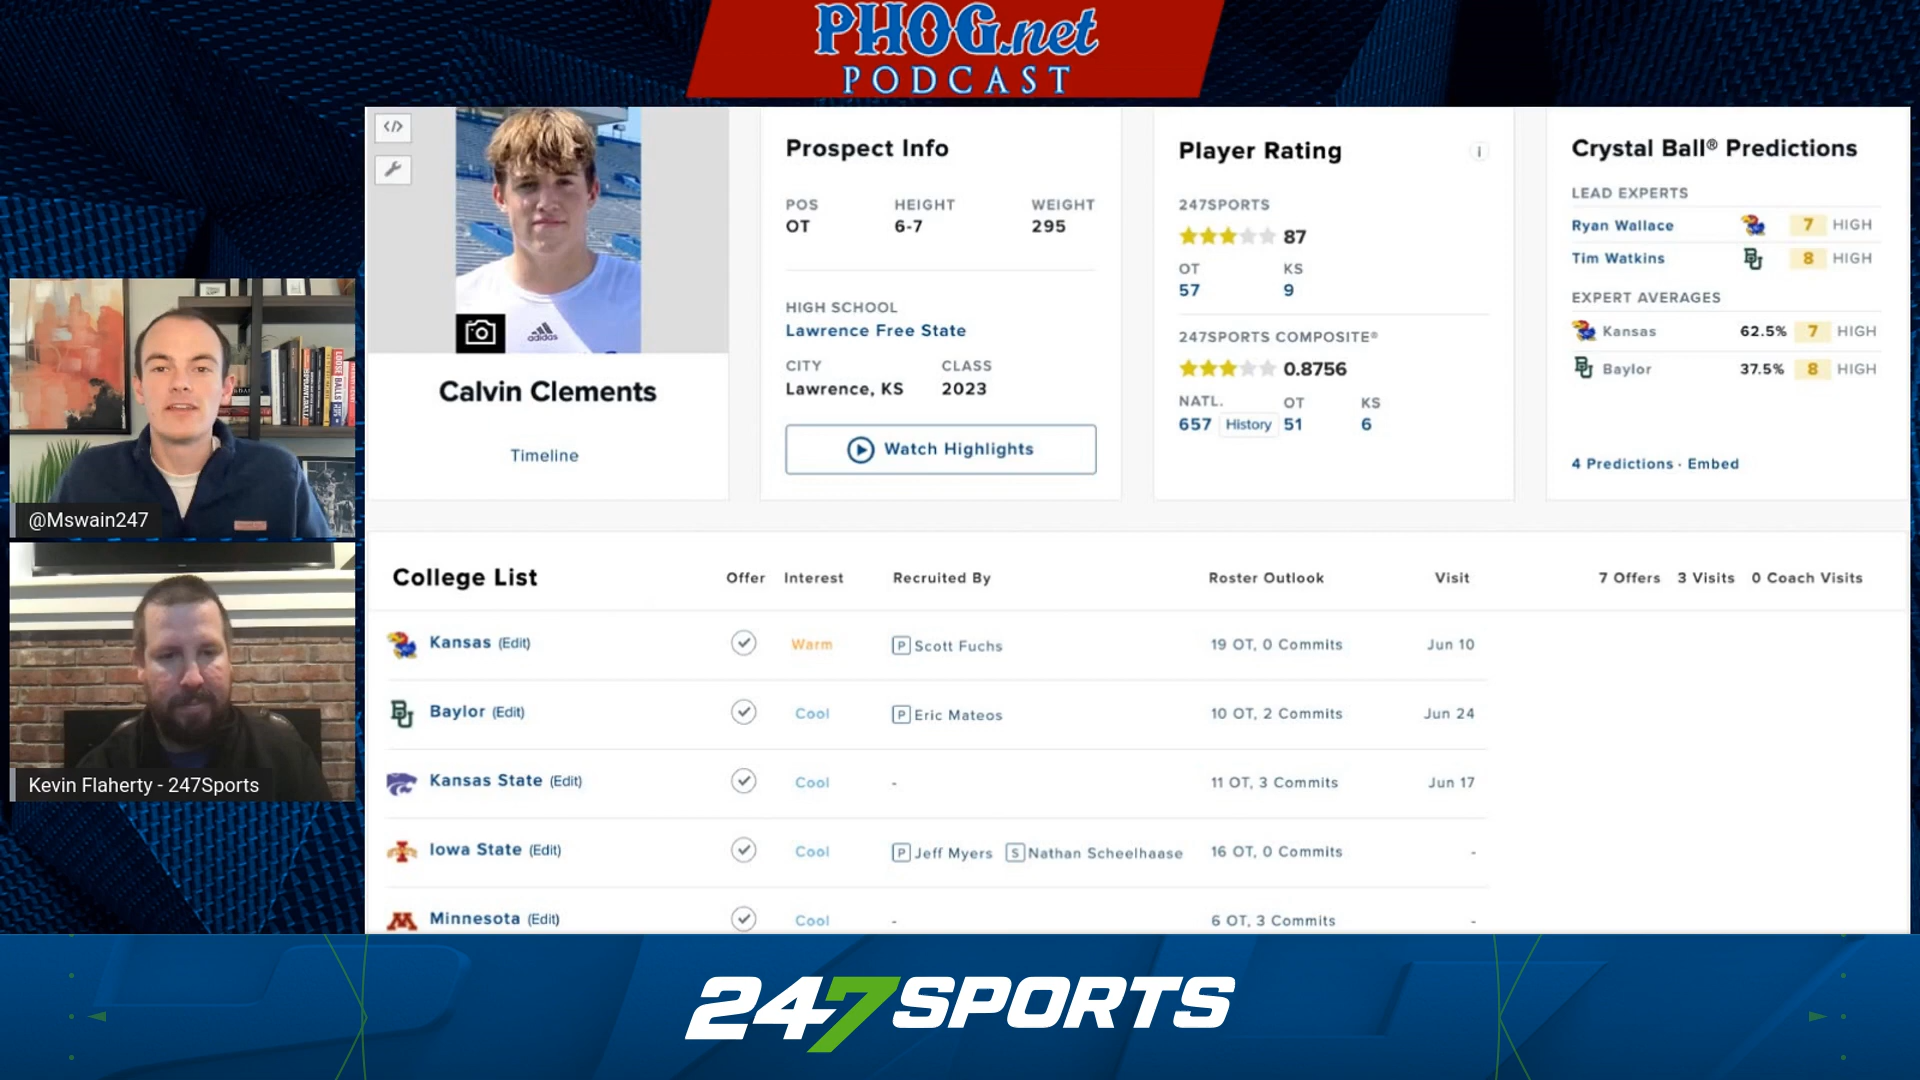 PHOG.net
PODCAST
</>
Prospect Info
POS HEIGHT WEIGHT
OT 6-7 295
HIGH SCHOOL
Lawrence Free State
CITY CLASS
Lawrence, KS 2023
Watch Highlights
adidas
Calvin Clements
Timeline
Player Rating i
247SPORTS
87
OT KS
57 9
247SPORTS COMPOSITE®
0.8756
NATL. OT KS
657 History 51 6
Crystal Ball® Predictions
LEAD EXPERTS
Ryan Wallace 7 HIGH
Tim Watkins BU 8 HIGH
EXPERT AVERAGES
Kansas 62.5% 7 HIGH
BU Baylor 37.5% 8 HIGH
4 Predictions · Embed
LOOSE BALLS
@Mswain247
Kevin Flaherty - 247Sports
College List Offer Interest Recruited By Roster Outlook Visit 7 Offers 3 Visits 0 Coach Visits
Kansas (Edit) Warm P Scott Fuchs 19 OT, 0 Commits Jun 10
BU Baylor (Edit) Cool P Eric Mateos 10 OT, 2 Commits Jun 24
Kansas State (Edit) Cool - 11 OT, 3 Commits Jun 17
I Iowa State (Edit) Cool P Jeff Myers S Nathan Scheelhaase 16 OT, 0 Commits -
M Minnesota (Edit) Cool - 6 OT, 3 Commits -
247SPORTS